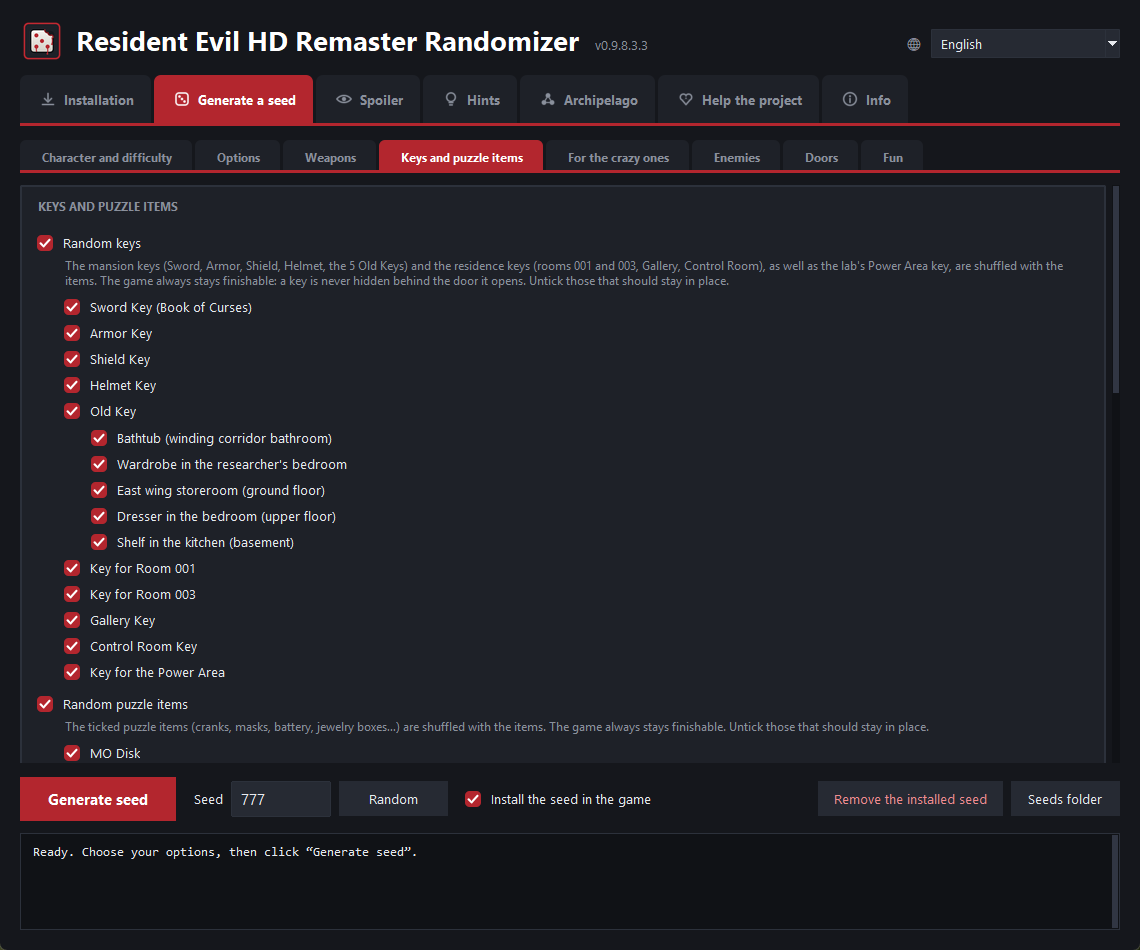 Resident Evil HD Remaster Randomizer v0.9.8.3.3
English
Installation
Generate a seed
Spoiler
Hints
Archipelago
Help the project
Info
Character and difficulty
Options
Weapons
Keys and puzzle items
For the crazy ones
Enemies
Doors
Fun
KEYS AND PUZZLE ITEMS
Random keys
The mansion keys (Sword, Armor, Shield, Helmet, the 5 Old Keys) and the residence keys (rooms 001 and 003, Gallery, Control Room), as well as the lab's Power Area key, are shuffled with the
items. The game always stays finishable: a key is never hidden behind the door it opens. Untick those that should stay in place.
Sword Key (Book of Curses)
Armor Key
Shield Key
Helmet Key
Old Key
Bathtub (winding corridor bathroom)
Wardrobe in the researcher's bedroom
East wing storeroom (ground floor)
Dresser in the bedroom (upper floor)
Shelf in the kitchen (basement)
Key for Room 001
Key for Room 003
Gallery Key
Control Room Key
Key for the Power Area
Random puzzle items
The ticked puzzle items (cranks, masks, battery, jewelry boxes...) are shuffled with the items. The game always stays finishable. Untick those that should stay in place.
MO Disk
Generate seed
Seed
777
Random
Install the seed in the game
Remove the installed seed
Seeds folder
Ready. Choose your options, then click “Generate seed”.